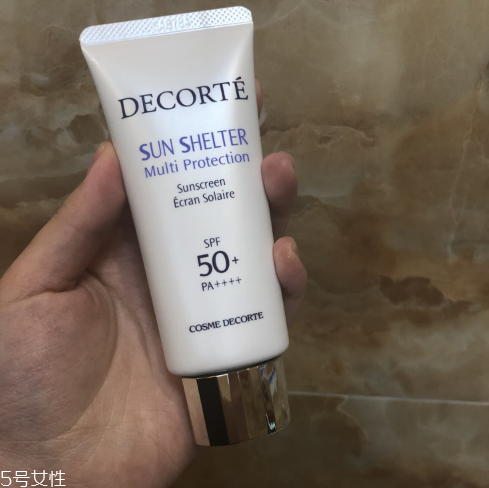 DECORTÉ
SUN SHELTER
Multi Protection
Sunscreen
Écran Solaire
SPF
50+
PA++++
COSME DECORTE
5号女性